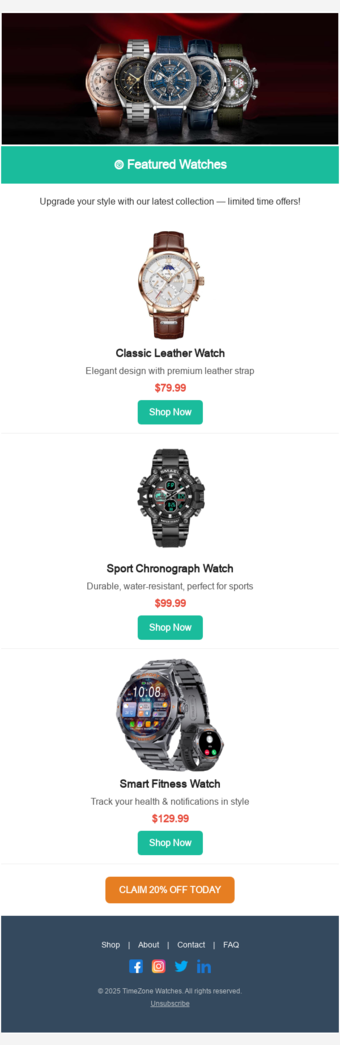 Featured Watches
Upgrade your style with our latest collection — limited time offers!
Classic Leather Watch
Elegant design with premium leather strap
$79.99
Shop Now
Sport Chronograph Watch
Durable, water-resistant, perfect for sports
$99.99
Shop Now
10:08
Smart Fitness Watch
Track your health & notifications in style
$129.99
Shop Now
CLAIM 20% OFF TODAY
Shop | About | Contact | FAQ
© 2025 TimeZone Watches. All rights reserved.
Unsubscribe